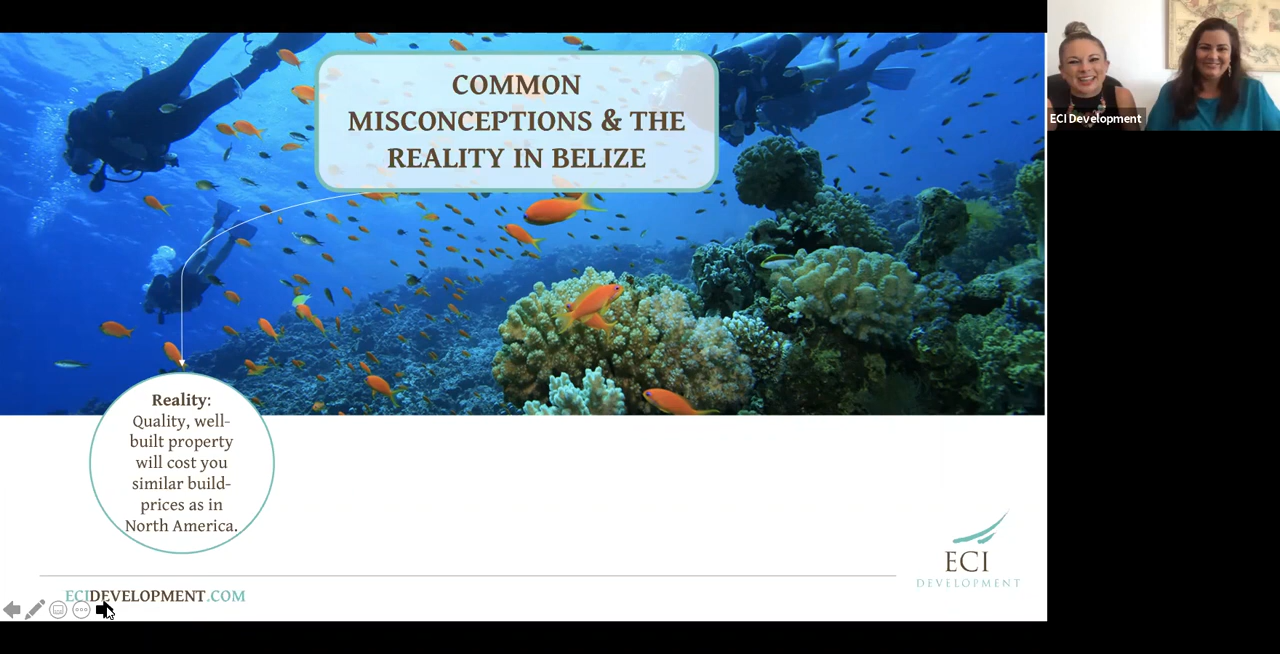 COMMON
MISCONCEPTIONS & THE
REALITY IN BELIZE
ECI Development
Reality:
Quality, well-
built property
will cost you
similar build-
prices as in
North America.
ECI
DEVELOPMENT
ECIDEVELOPMENT.COM